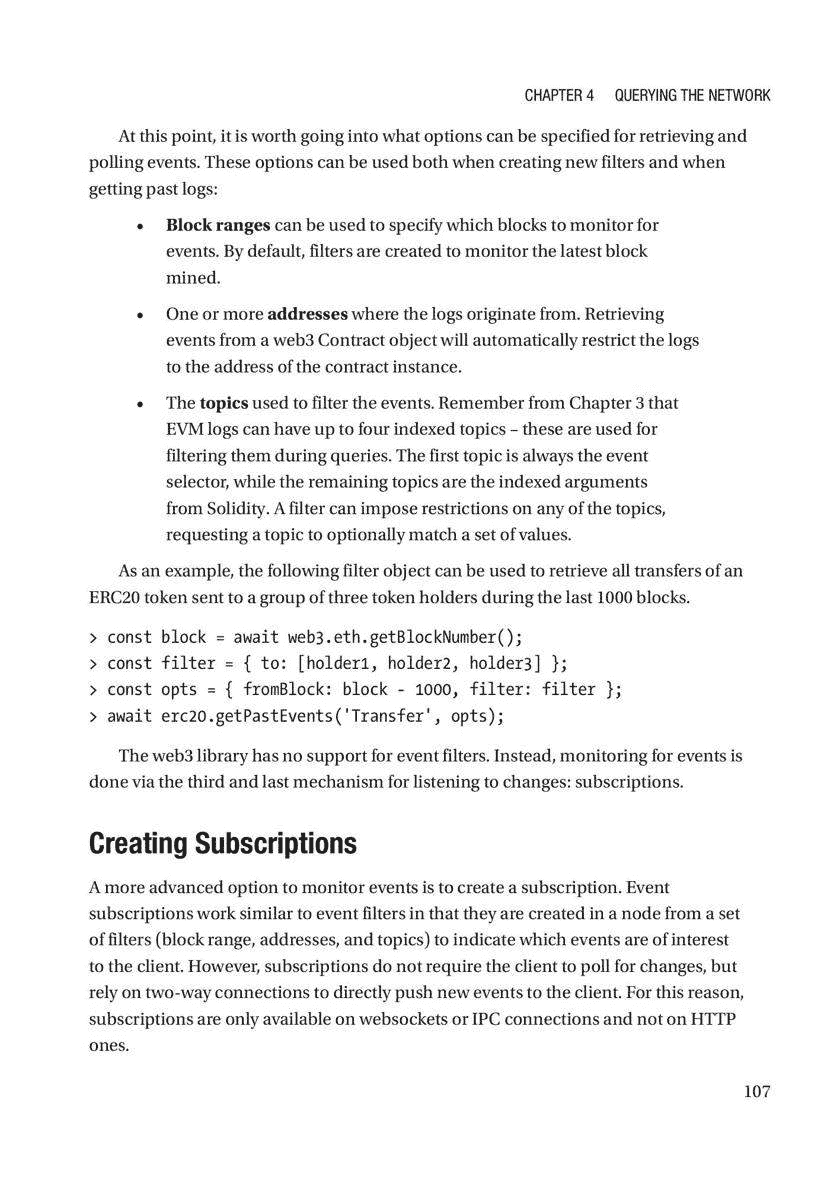 CHAPTER 4 QUERYING THE NETWORK
At this point, it is worth going into what options can be specified for retrieving and
polling events. These options can be used both when creating new filters and when
getting past logs:
• Block ranges can be used to specify which blocks to monitor for
events. By default, filters are created to monitor the latest block
mined.
• One or more addresses where the logs originate from. Retrieving
events from a web3 Contract object will automatically restrict the logs
to the address of the contract instance.
• The topics used to filter the events. Remember from Chapter 3 that
EVM logs can have up to four indexed topics – these are used for
filtering them during queries. The first topic is always the event
selector, while the remaining topics are the indexed arguments
from Solidity. A filter can impose restrictions on any of the topics,
requesting a topic to optionally match a set of values.
As an example, the following filter object can be used to retrieve all transfers of an
ERC20 token sent to a group of three token holders during the last 1000 blocks.
> const block = await web3.eth.getBlockNumber();
> const filter = { to: [holder1, holder2, holder3] };
> const opts = { fromBlock: block - 1000, filter: filter };
> await erc20.getPastEvents('Transfer', opts);
The web3 library has no support for event filters. Instead, monitoring for events is
done via the third and last mechanism for listening to changes: subscriptions.
Creating Subscriptions
A more advanced option to monitor events is to create a subscription. Event
subscriptions work similar to event filters in that they are created in a node from a set
of filters (block range, addresses, and topics) to indicate which events are of interest
to the client. However, subscriptions do not require the client to poll for changes, but
rely on two-way connections to directly push new events to the client. For this reason,
subscriptions are only available on websockets or IPC connections and not on HTTP
ones.
107